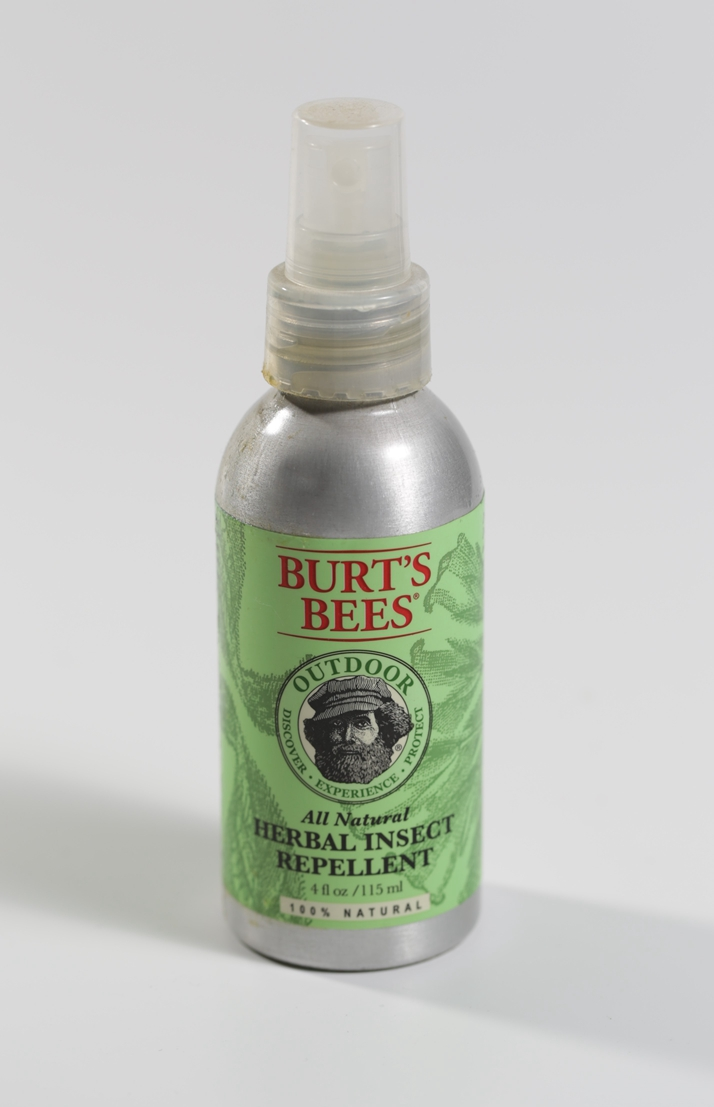 BURT'S
BEES®
OUTDOOR
DISCOVER · EXPERIENCE · PROTECT
®
All Natural
HERBAL INSECT
REPELLENT
4 fl oz / 115 ml
100% NATURAL